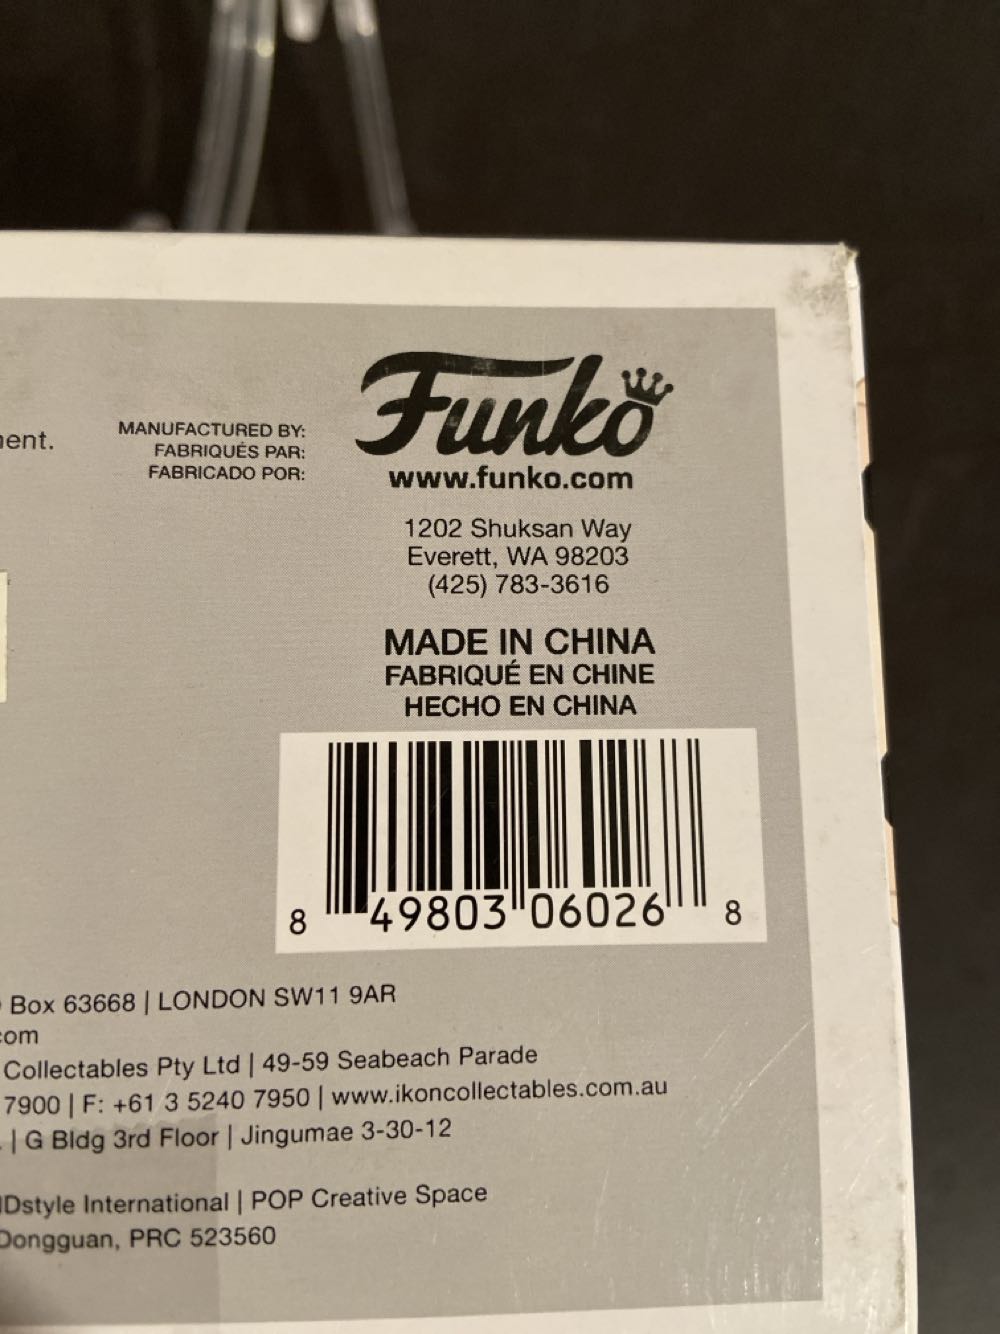 ent.
MANUFACTURED BY:
FABRIQUÉS PAR:
FABRICADO POR:
Funko
www.funko.com
1202 Shuksan Way
Everett, WA 98203
(425) 783-3616
MADE IN CHINA
FABRIQUÉ EN CHINE
HECHO EN CHINA
8 49803 06026 8
Box 63668 | LONDON SW11 9AR
com
Collectables Pty Ltd | 49-59 Seabeach Parade
7900 | F: +61 3 5240 7950 | www.ikoncollectables.com.au
| G Bldg 3rd Floor | Jingumae 3-30-12
IDstyle International | POP Creative Space
Dongguan, PRC 523560